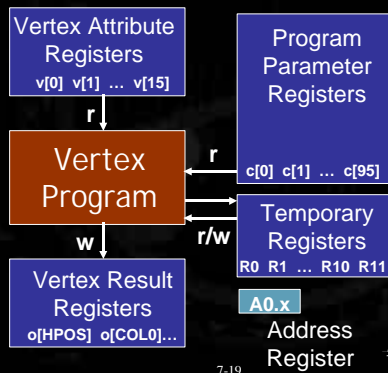 Vertex Attribute
Registers
v[0] v[1] … v[15]
r
Vertex
Program
w
Vertex Result
Registers
o[HPOS] o[COL0]…
Program
Parameter
Registers
c[0] c[1] … c[95]
r
r/w
Temporary
Registers
R0 R1 … R10 R11
A0.x
Address
Register
7-19